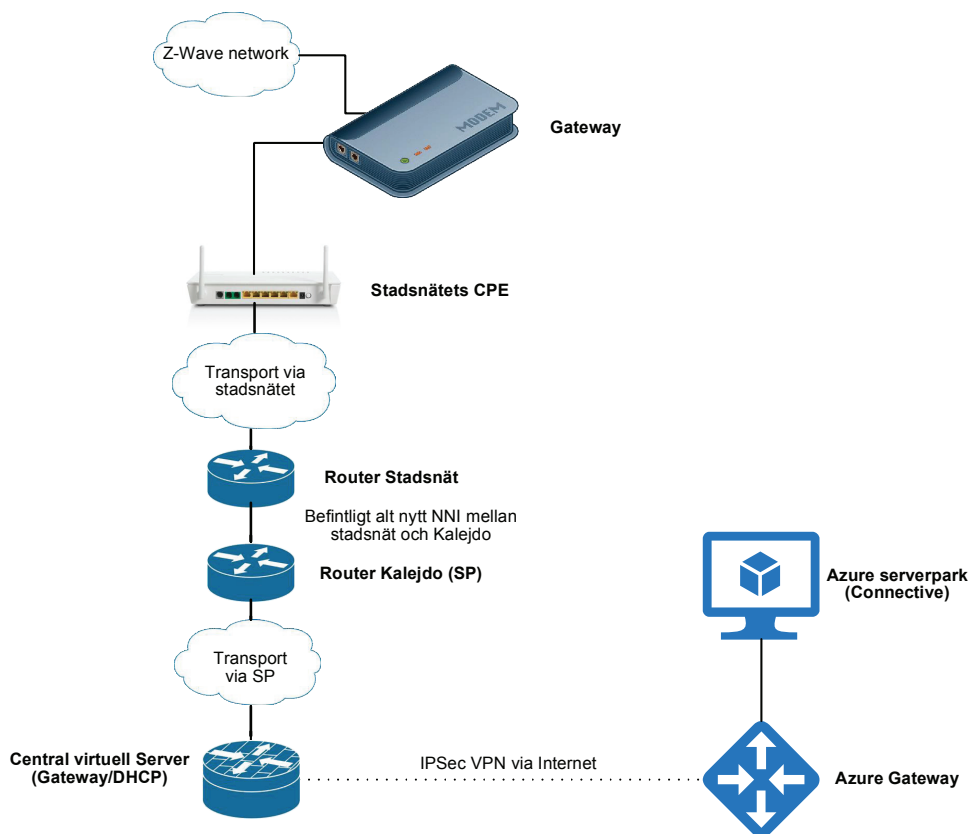 Z-Wave network
MODEM
Gateway
Stadsnätets CPE
Transport via
stadsnätet
Router Stadsnät
Befintligt alt nytt NNI mellan
stadsnät och Kalejdo
Router Kalejdo (SP)
Azure serverpark
(Connective)
Transport
via SP
Central virtuell Server
(Gateway/DHCP)
IPSec VPN via Internet
Azure Gateway